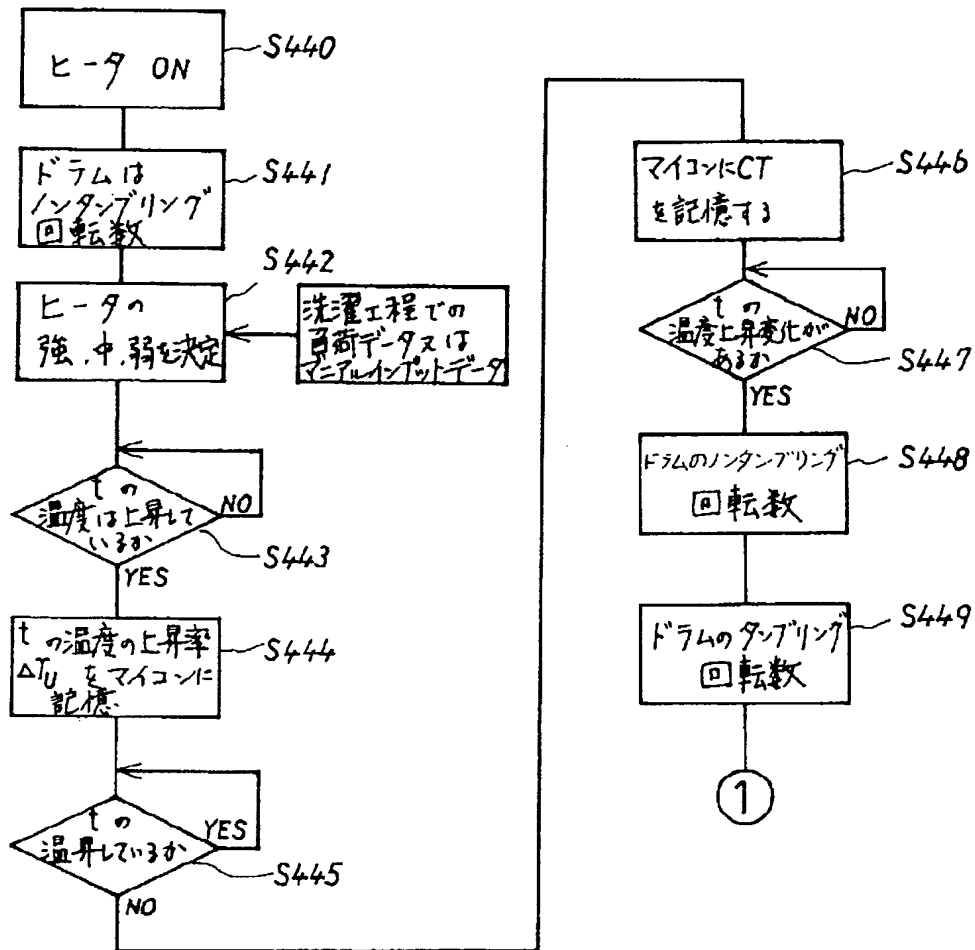 ヒータ ON
S440
ドラムは
ノンタンブリング
回転数
S441
ヒータの
強,中,弱を決定
S442
洗濯工程での
負荷データ又は
マニアルインプットデータ
tの
温度は上昇して
いるか
NO
S443
YES
tの温度の上昇率
ΔTU をマイコンに
記憶
S444
tの
温昇しているか
YES
S445
NO
マイコンにCT
を記憶する
S446
tの
温度上昇変化が
あるか
NO
S447
YES
ドラムのノンタンブリング
回転数
S448
ドラムのタンブリング
回転数
S449
1